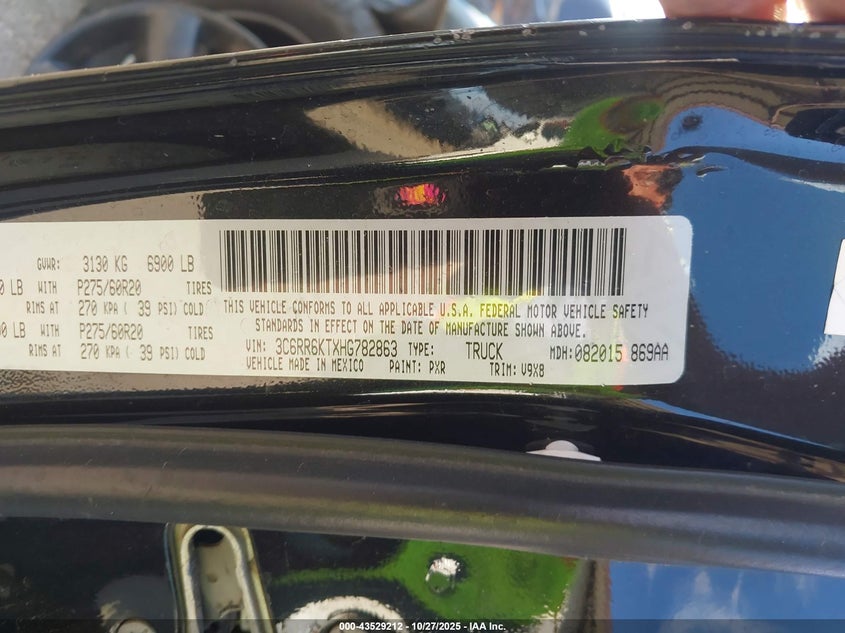 GVWR: 3130 KG 6900 LB
LB WITH P275/60R20 TIRES
RIMS AT 270 KPA ( 39 PSI) COLD
LB WITH P275/60R20 TIRES
RIMS AT 270 KPA ( 39 PSI) COLD
THIS VEHICLE CONFORMS TO ALL APPLICABLE U.S.A. FEDERAL MOTOR VEHICLE SAFETY
STANDARDS IN EFFECT ON THE DATE OF MANUFACTURE SHOWN ABOVE.
VIN: 3C6RR6KTXHG782863 TYPE: TRUCK MDH: 082015 869AA
VEHICLE MADE IN MEXICO PAINT: PXR TRIM: V9X8
000-43529212 | 10/27/2025 - IAA Inc.